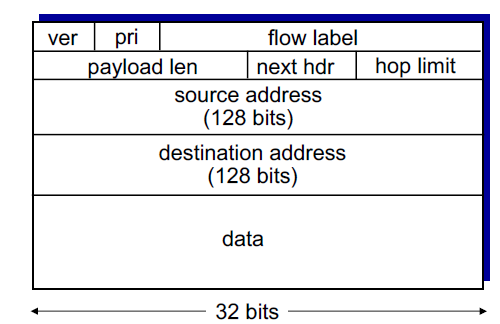 ver pri flow label
payload len next hdr hop limit
source address
(128 bits)
destination address
(128 bits)
data
32 bits